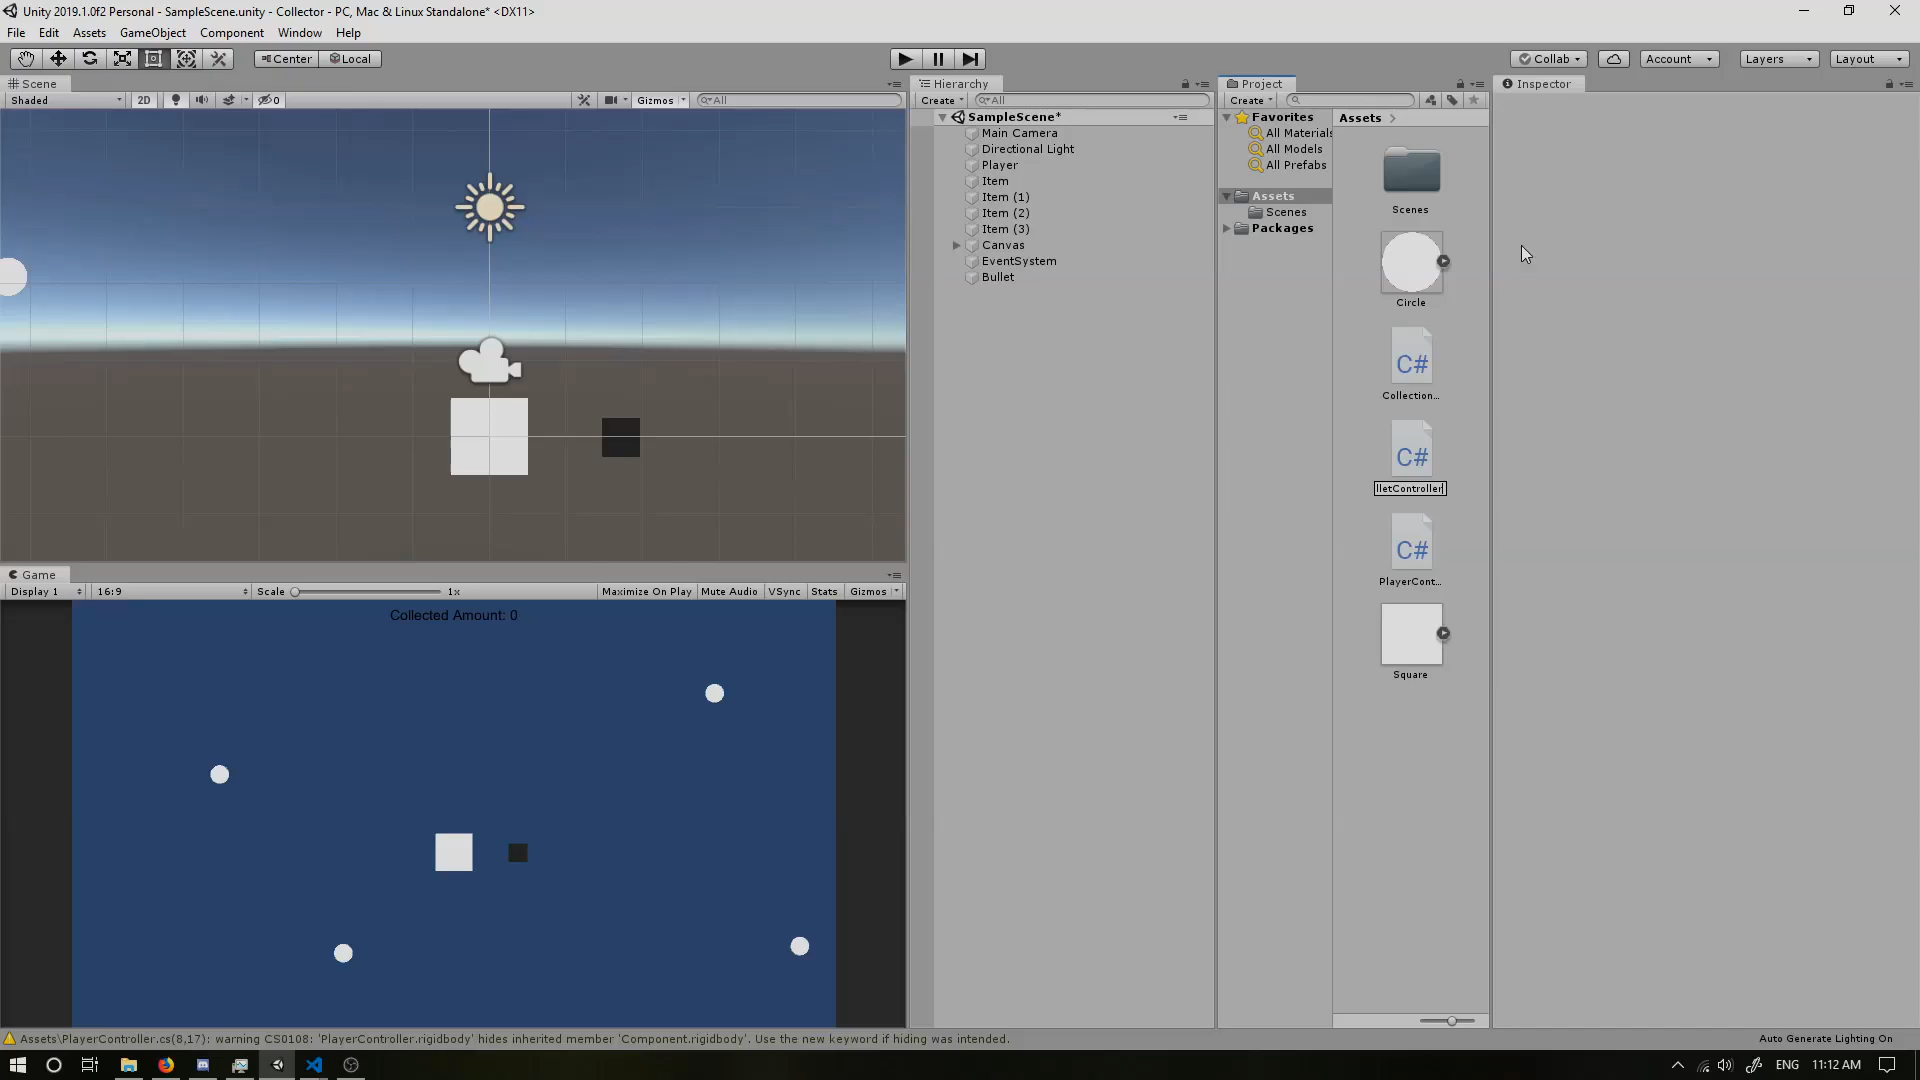 Unity 2019.1.0f2 Personal - SampleScene.unity - Collector - PC, Mac & Linux Standalone* <DX11>
File Edit Assets GameObject Component Window Help
Center Local Collab Account Layers Layout
Scene
Shaded 2D 0 Gizmos All
Hierarchy
Create All
SampleScene*
Main Camera
Directional Light
Player
Item
Item (1)
Item (2)
Item (3)
Canvas
EventSystem
Bullet
Project
Create
Favorites
All Materials
All Models
All Prefabs
Assets
Scenes
Packages
Assets
Scenes
Circle
C#
Collection...
C#
lletController
C#
PlayerCont...
Square
Inspector
Game
Display 1 16:9 Scale 1x Maximize On Play Mute Audio VSync Stats Gizmos
Collected Amount: 0
Assets\PlayerController.cs(8,17): warning CS0108: 'PlayerController.rigidbody' hides inherited member 'Component.rigidbody'. Use the new keyword if hiding was intended.
Auto Generate Lighting On
ENG 11:12 AM